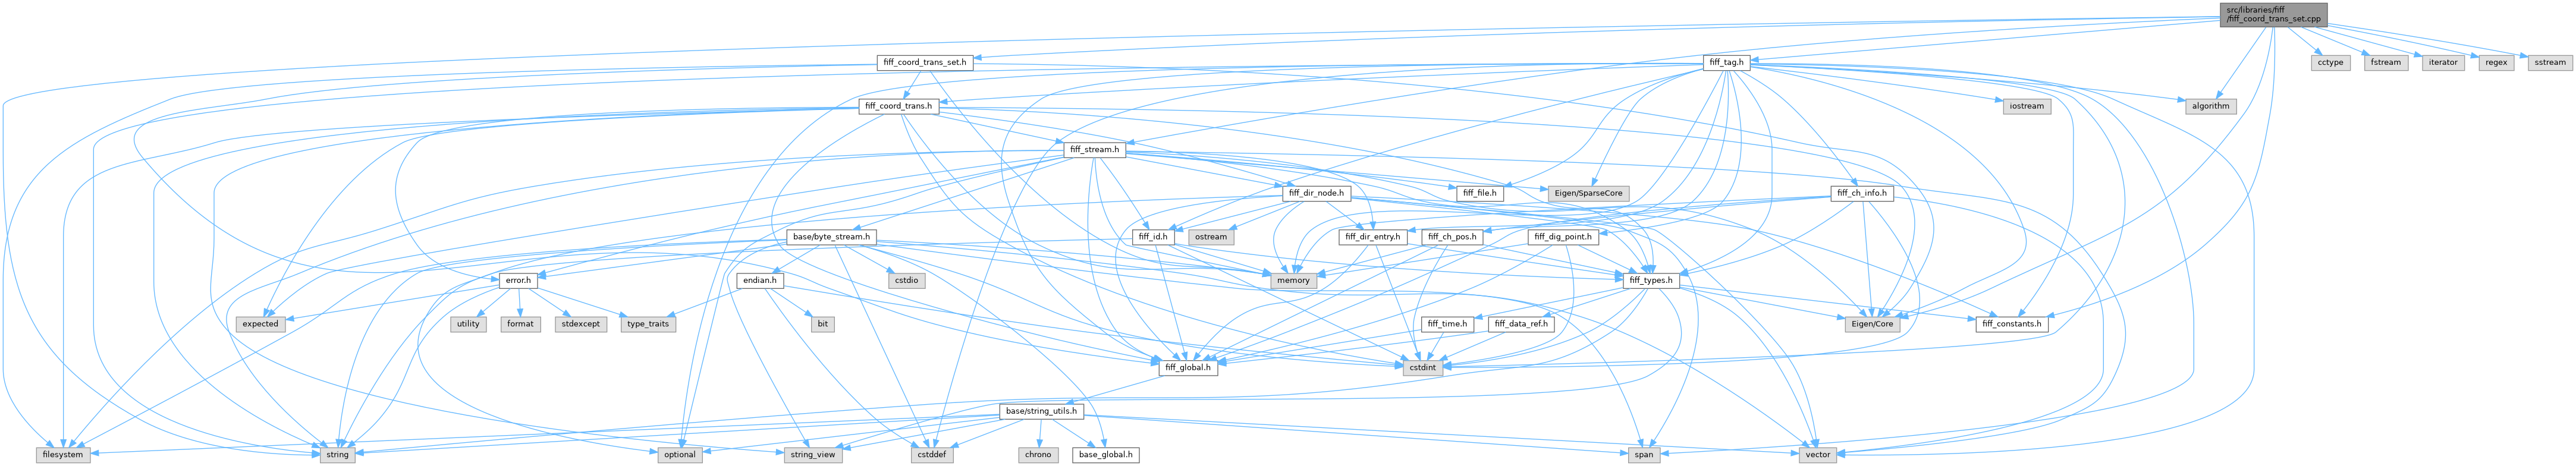 src/libraries/fiff
/fiff_coord_trans_set.cpp
fiff_coord_trans_set.h
fiff_tag.h
cctype
fstream
iterator
regex
sstream
fiff_coord_trans.h
iostream
algorithm
fiff_stream.h
fiff_dir_node.h
fiff_file.h
Eigen/SparseCore
fiff_ch_info.h
base/byte_stream.h
fiff_id.h
ostream
fiff_dir_entry.h
fiff_ch_pos.h
fiff_dig_point.h
error.h
endian.h
cstdio
memory
fiff_types.h
expected
utility
format
stdexcept
type_traits
bit
fiff_time.h
fiff_data_ref.h
Eigen/Core
fiff_constants.h
fiff_global.h
cstdint
base/string_utils.h
filesystem
string
optional
string_view
cstddef
chrono
base_global.h
span
vector